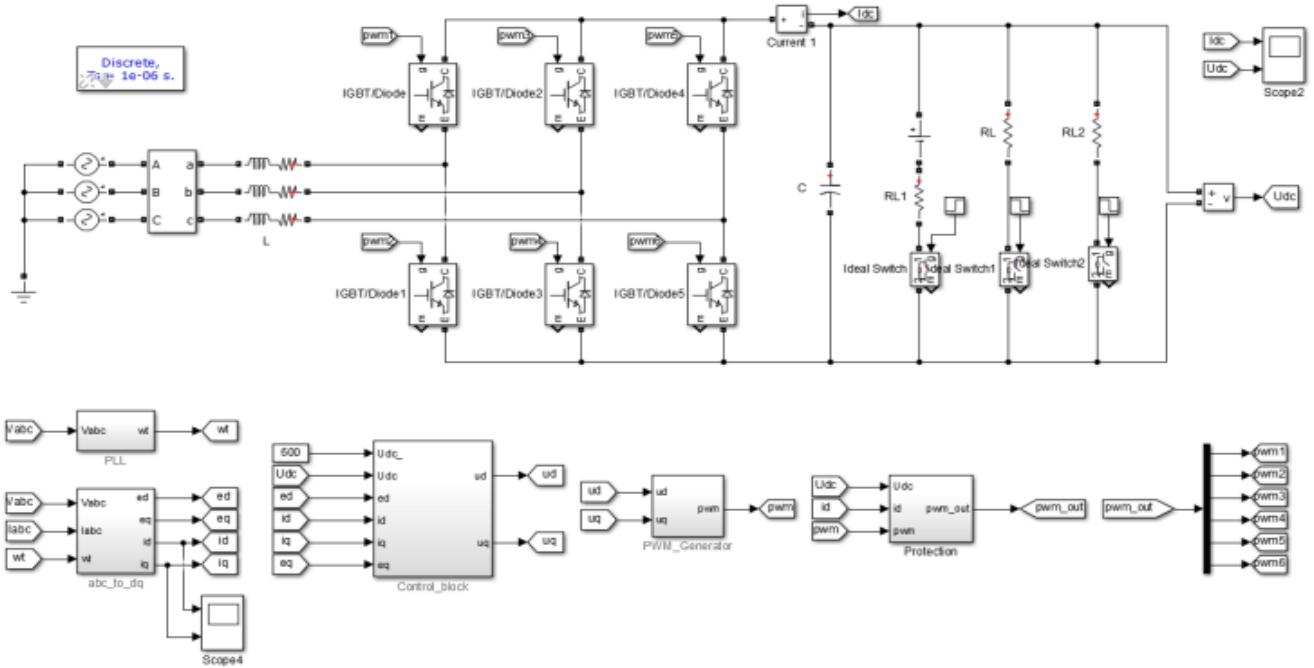 Discrete,
1e-06 s.
pwm1
pwm3
pwm5
Idc
Current 1
Idc
Udc
Scope2
g
C
E
IGBT/Diode
g
C
E
IGBT/Diode2
g
C
E
IGBT/Diode4
A
B
C
a
b
c
L
C
RL1
RL
RL2
+
-
v
Udc
pwm2
pwm4
pwm6
g
C
E
IGBT/Diode1
g
C
E
IGBT/Diode3
g
C
E
IGBT/Diode5
Ideal Switch
Ideal Switch1
Ideal Switch2
Vabc
Vabc
wt
wt
PLL
Vabc
Iabc
wt
Vabc
Iabc
wt
ed
eq
id
iq
ed
eq
id
iq
abc_to_dq
Scope4
600
Udc
ed
id
iq
eq
Udc_
Udc
ed
id
iq
eq
ud
uq
ud
uq
Control_block
ud
uq
ud
uq
pwm
pwm
PWM_Generator
Udc
id
pwm
Udc
id
pwm
pwm_out
pwm_out
Protection
pwm_out
pwm1
pwm2
pwm3
pwm4
pwm5
pwm6